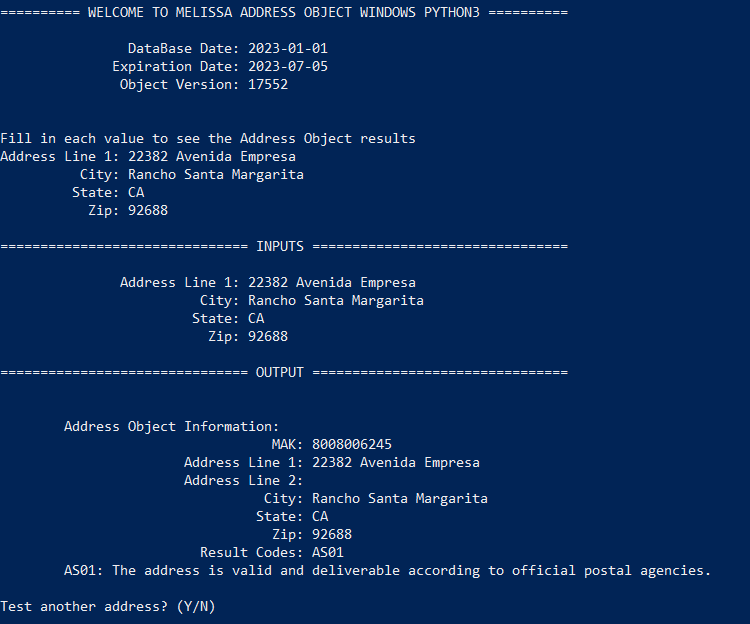 ========== WELCOME TO MELISSA ADDRESS OBJECT WINDOWS PYTHON3 ==========
DataBase Date: 2023-01-01
Expiration Date: 2023-07-05
Object Version: 17552
Fill in each value to see the Address Object results
Address Line 1: 22382 Avenida Empresa
City: Rancho Santa Margarita
State: CA
Zip: 92688
=============================== INPUTS ================================
Address Line 1: 22382 Avenida Empresa
City: Rancho Santa Margarita
State: CA
Zip: 92688
=============================== OUTPUT ================================
Address Object Information:
MAK: 8008006245
Address Line 1: 22382 Avenida Empresa
Address Line 2:
City: Rancho Santa Margarita
State: CA
Zip: 92688
Result Codes: AS01
AS01: The address is valid and deliverable according to official postal agencies.
Test another address? (Y/N)